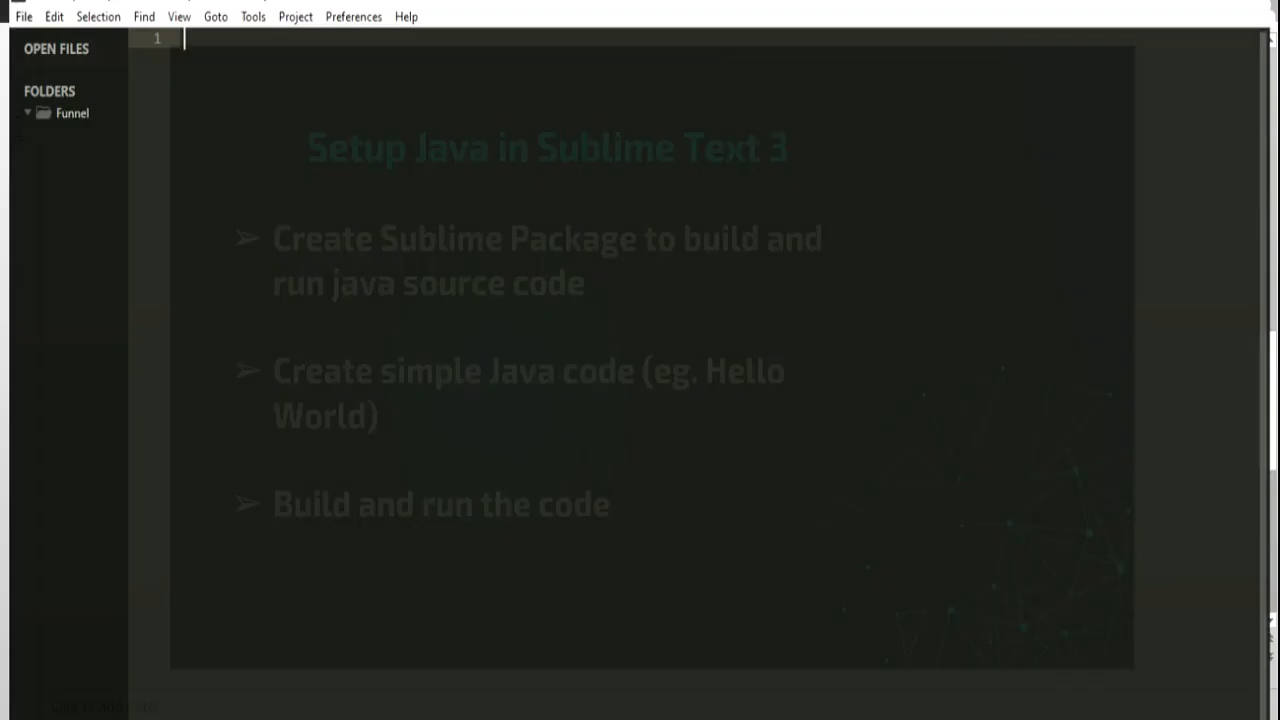 File Edit Selection Find View Goto Tools Project Preferences Help
OPEN FILES
1
FOLDERS
Funnel
Setup Java in Sublime Text 3
➢ Create Sublime Package to build and
run java source code
➢ Create simple Java code (eg. Hello
World)
➢ Build and run the code